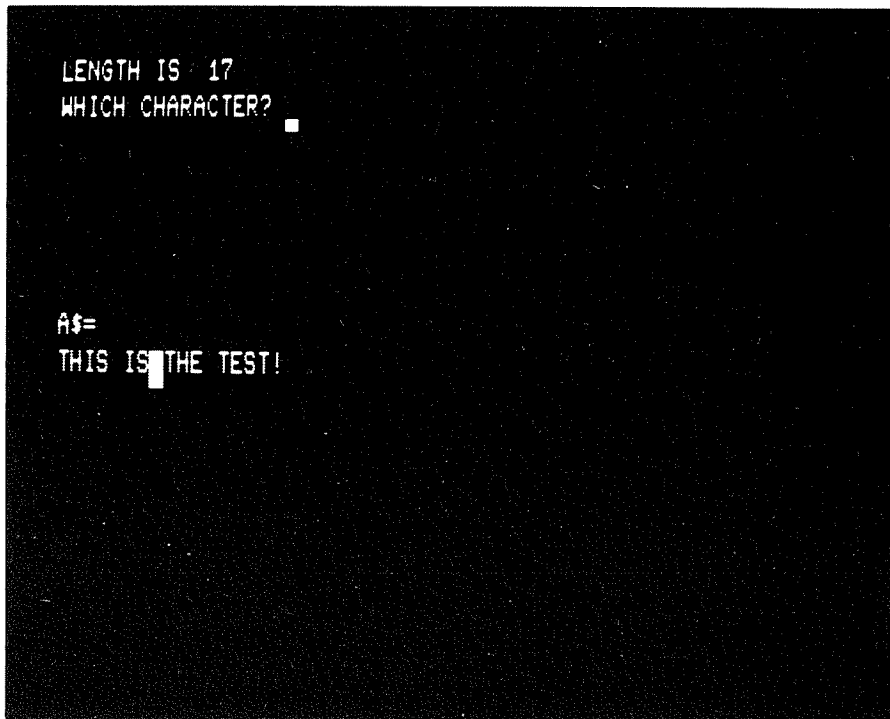 LENGTH IS 17
WHICH CHARACTER?
A$=
THIS IS THE TEST!